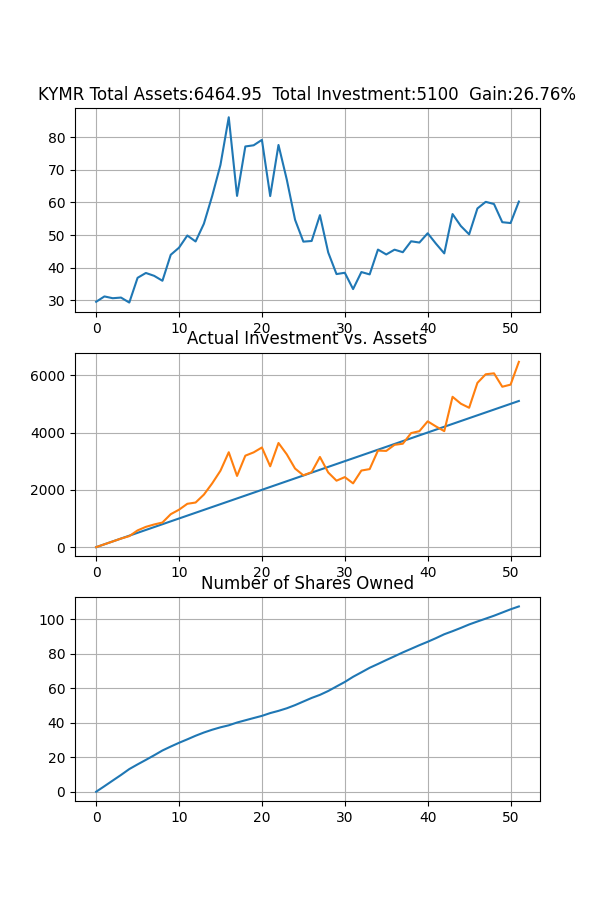 KYMR Total Assets:6464.95  Total Investment:5100  Gain:26.76%
80
70
60
50
40
30
0 10 20 30 40 50
Actual Investment vs. Assets
6000
4000
2000
0
0 10 20 30 40 50
Number of Shares Owned
100
80
60
40
20
0
0 10 20 30 40 50